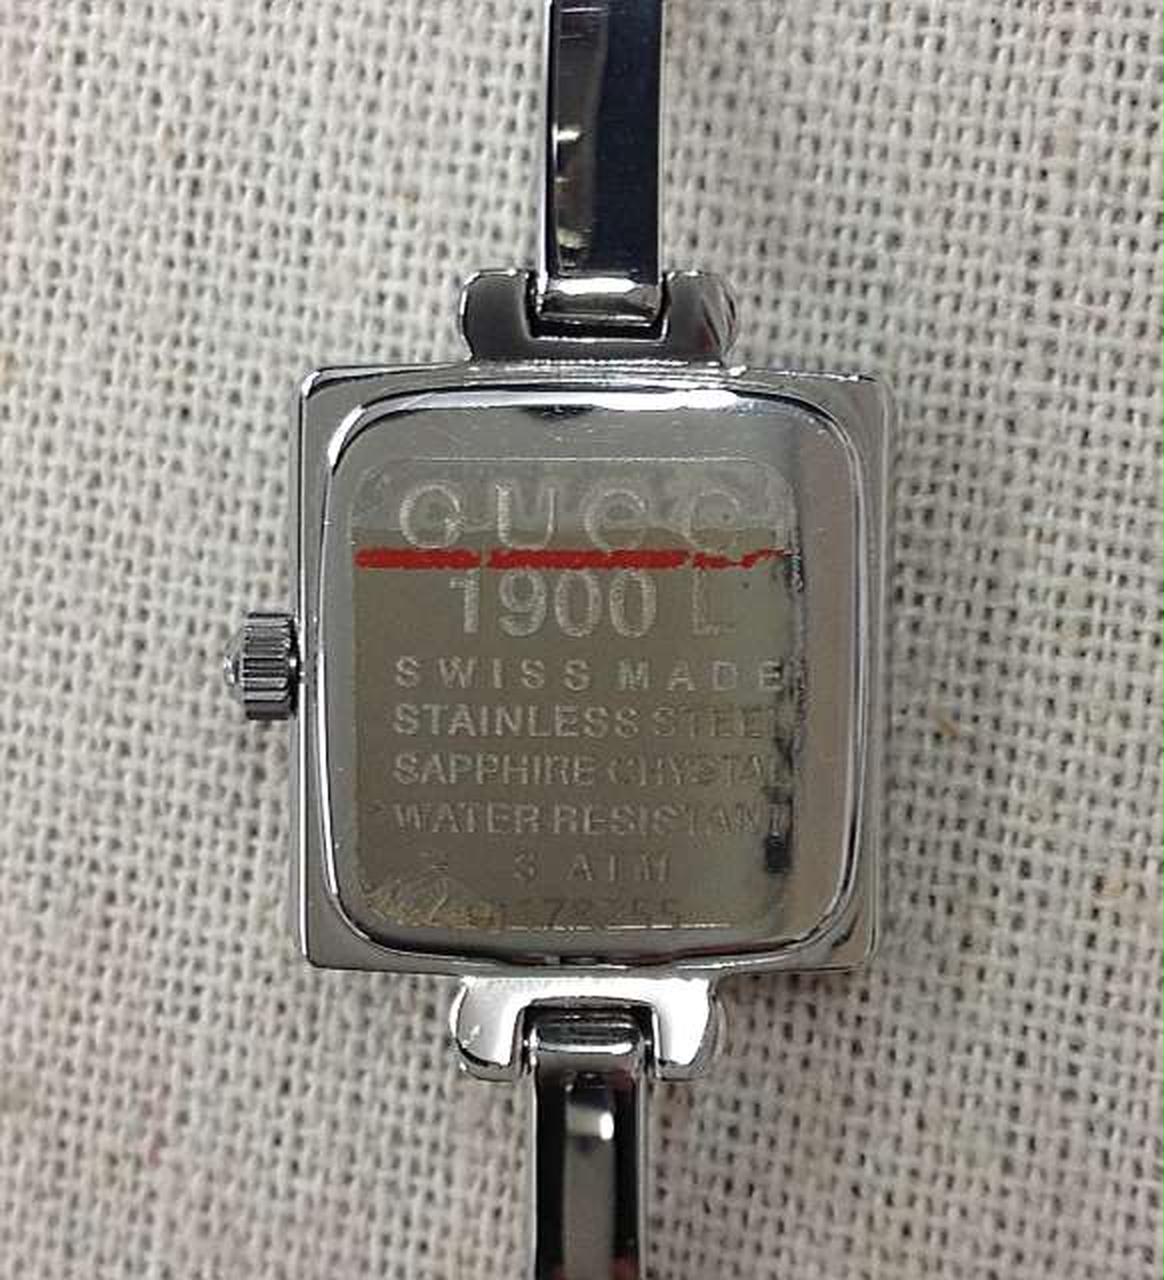 GUCCI
1900 L
SWISS MADE
STAINLESS STEEL
SAPPHIRE CRYSTAL
WATER RESISTANT
3 ATM